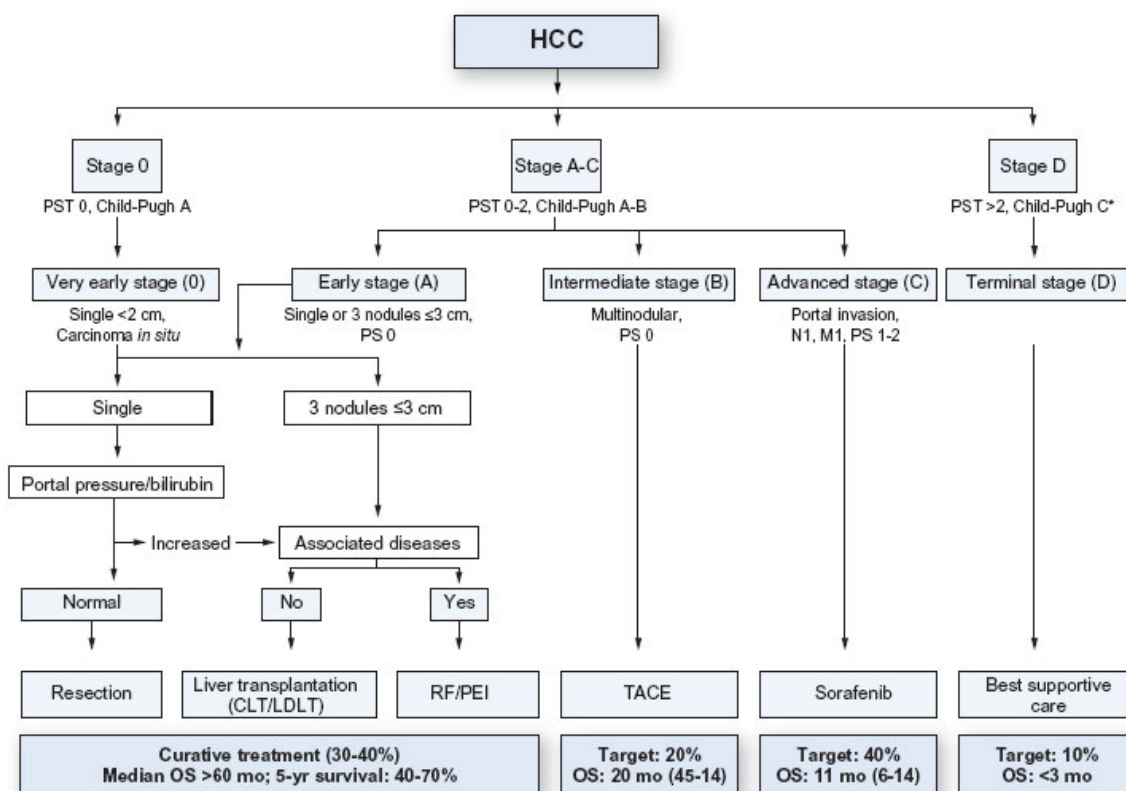 HCC
Stage 0
PST 0, Child-Pugh A
Stage A-C
PST 0-2, Child-Pugh A-B
Stage D
PST >2, Child-Pugh C*
Very early stage (0)
Single <2 cm,
Carcinoma in situ
Early stage (A)
Single or 3 nodules ≤3 cm,
PS 0
Intermediate stage (B)
Multinodular,
PS 0
Advanced stage (C)
Portal invasion,
N1, M1, PS 1-2
Terminal stage (D)
Single
3 nodules ≤3 cm
Portal pressure/bilirubin
Increased
Associated diseases
Normal
No
Yes
Resection
Liver transplantation
(CLT/LDLT)
RF/PEI
TACE
Sorafenib
Best supportive
care
Curative treatment (30-40%)
Median OS >60 mo; 5-yr survival: 40-70%
Target: 20%
OS: 20 mo (45-14)
Target: 40%
OS: 11 mo (6-14)
Target: 10%
OS: <3 mo